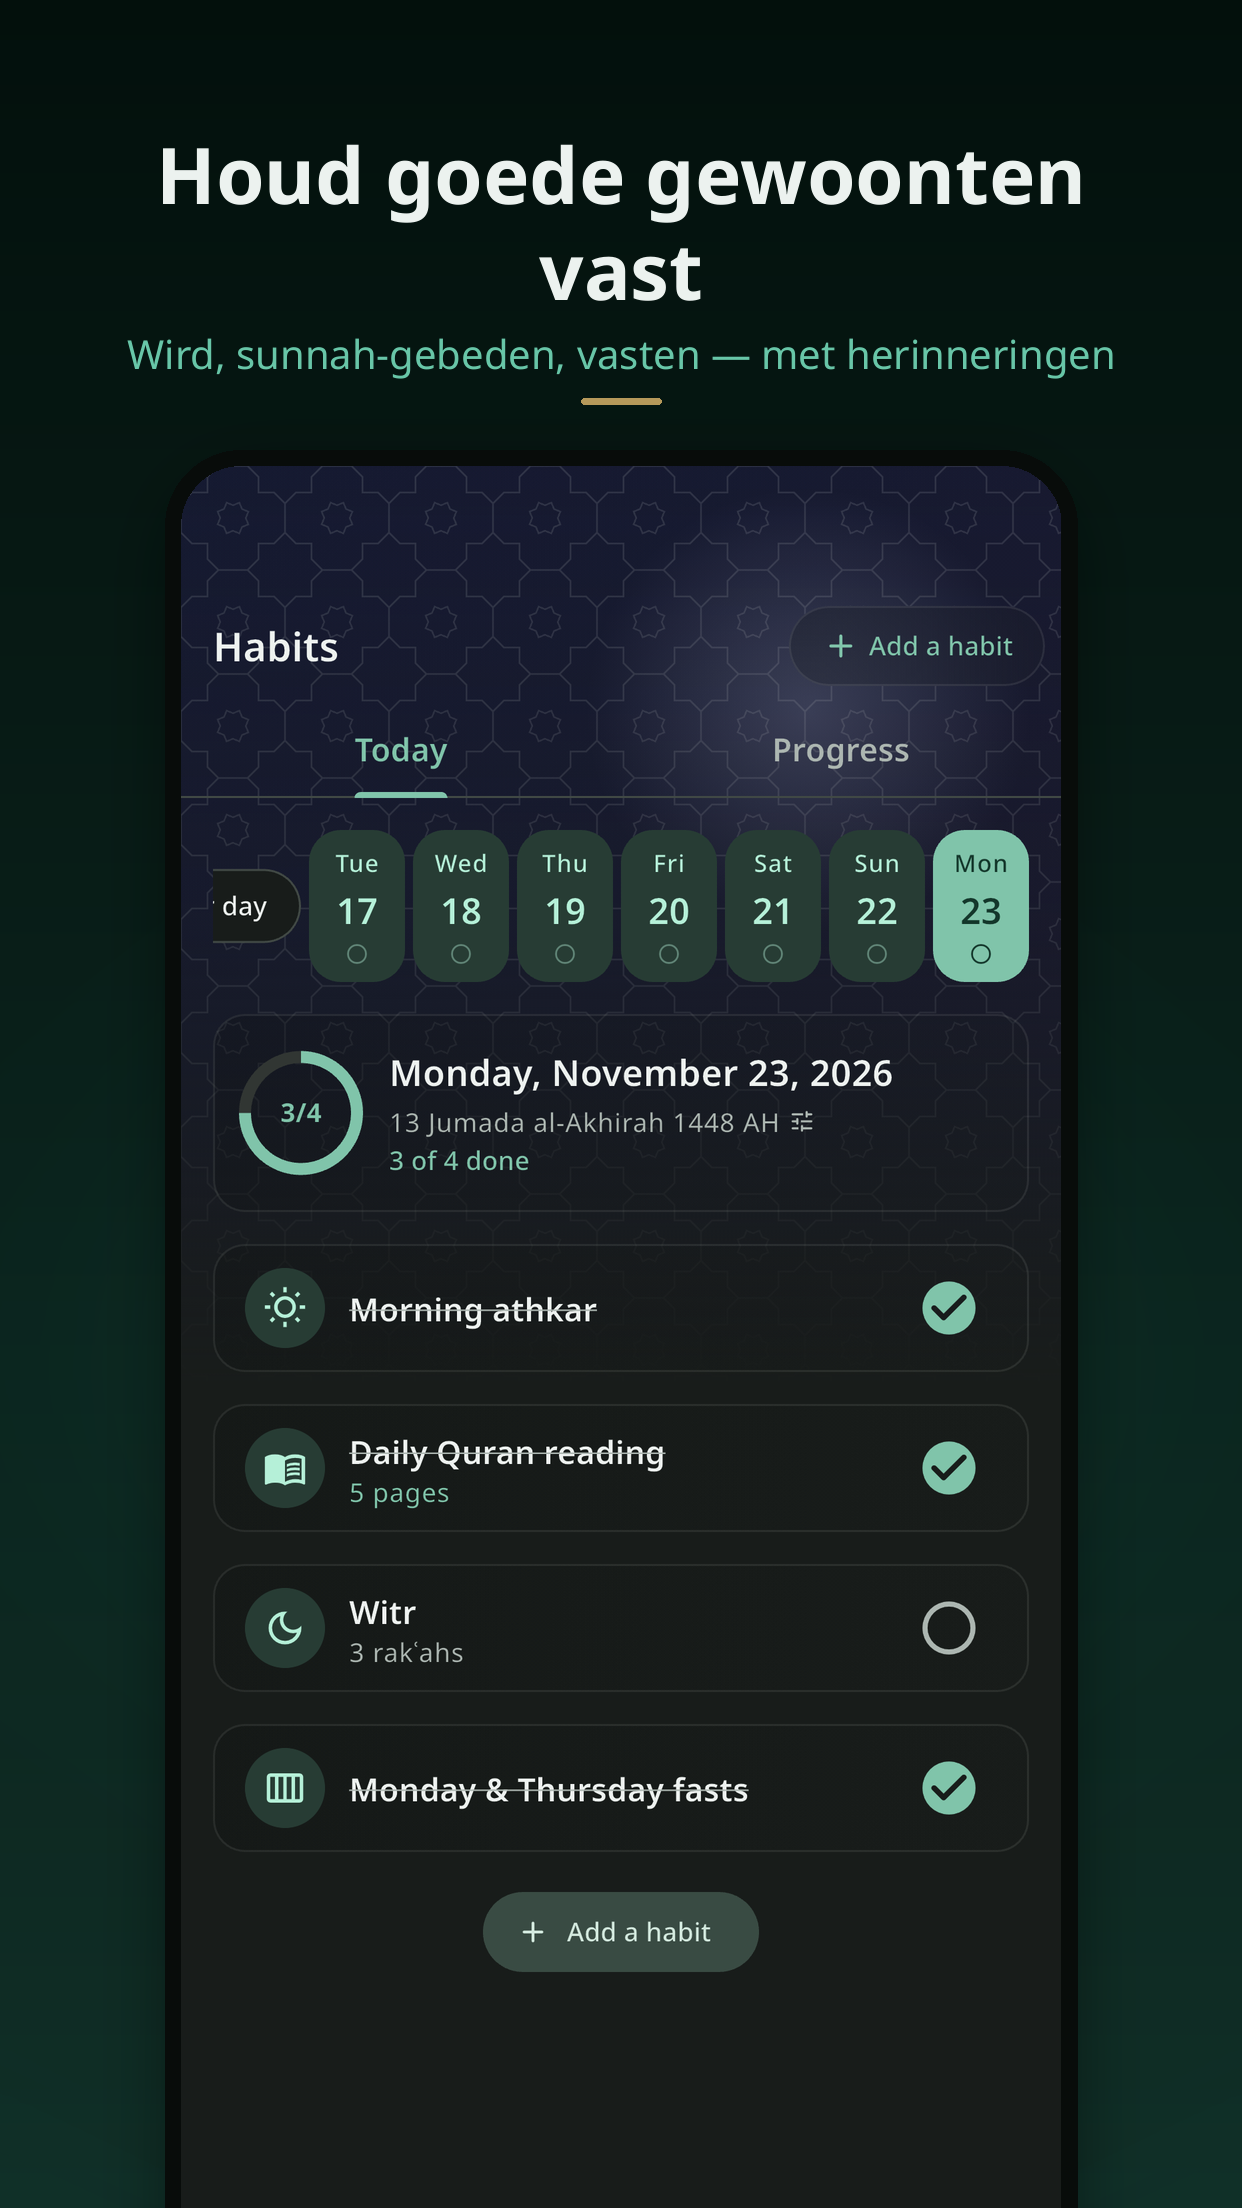 Houd goede gewoonten
vast
Wird, sunnah-gebeden, vasten — met herinneringen
Habits
+ Add a habit
Today
Progress
day
Tue
17
Wed
18
Thu
19
Fri
20
Sat
21
Sun
22
Mon
23
3/4
Monday, November 23, 2026
13 Jumada al-Akhirah 1448 AH
3 of 4 done
Morning athkar
Daily Quran reading
5 pages
Witr
3 rakʿahs
Monday & Thursday fasts
+ Add a habit